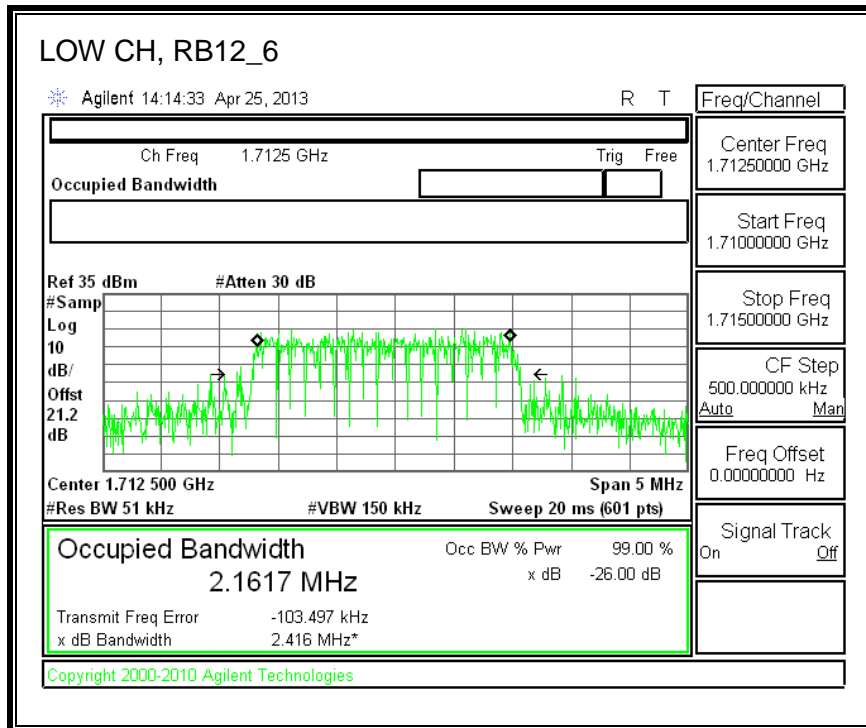 LOW CH, RB12_6
Agilent 14:14:33 Apr 25, 2013 R T
Freq/Channel
Ch Freq 1.7125 GHz Trig Free
Occupied Bandwidth
Center Freq
1.71250000 GHz
Start Freq
1.71000000 GHz
Stop Freq
1.71500000 GHz
CF Step
500.000000 kHz
Auto Man
Freq Offset
0.00000000 Hz
Signal Track
On Off
Ref 35 dBm #Atten 30 dB
#Samp
Log
10
dB/
Offst
21.2
dB
Center 1.712 500 GHz Span 5 MHz
#Res BW 51 kHz #VBW 150 kHz Sweep 20 ms (601 pts)
Occupied Bandwidth Occ BW % Pwr 99.00 %
2.1617 MHz x dB -26.00 dB
Transmit Freq Error -103.497 kHz
x dB Bandwidth 2.416 MHz*
Copyright 2000-2010 Agilent Technologies